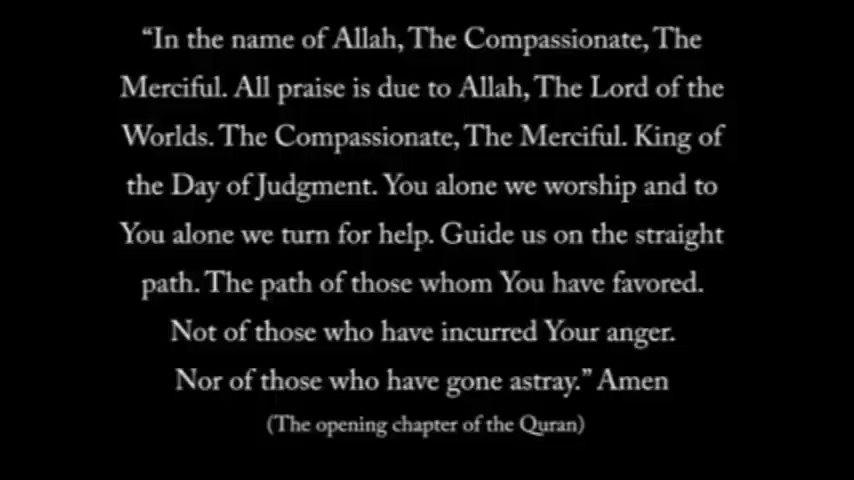 “In the name of Allah, The Compassionate, The
Merciful. All praise is due to Allah, The Lord of the
Worlds. The Compassionate, The Merciful. King of
the Day of Judgment. You alone we worship and to
You alone we turn for help. Guide us on the straight
path. The path of those whom You have favored.
Not of those who have incurred Your anger.
Nor of those who have gone astray.” Amen
(The opening chapter of the Quran)